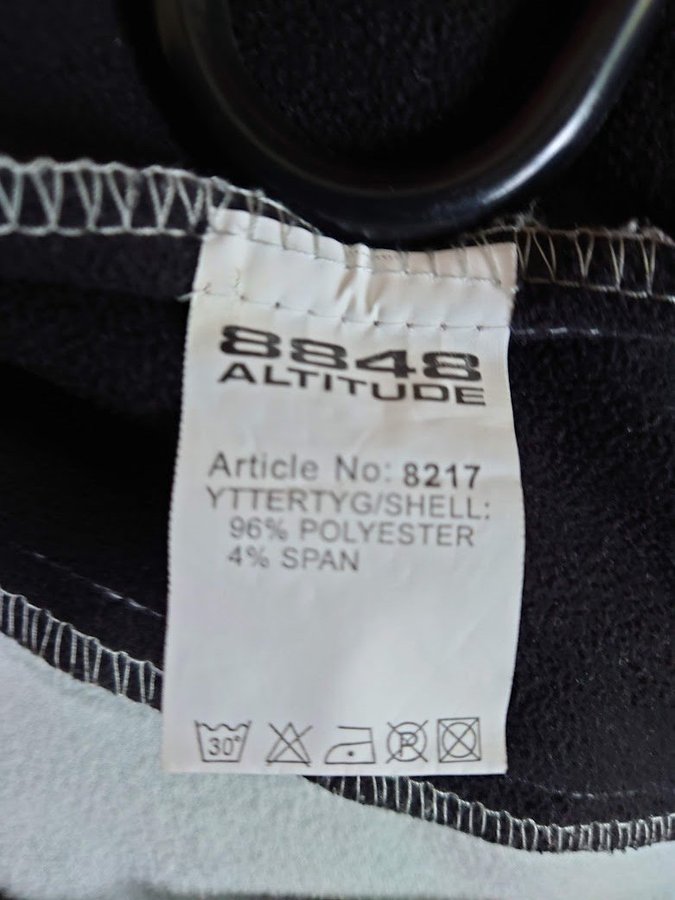 8848
ALTITUDE
Article No: 8217
YTTERTYG/SHELL:
96% POLYESTER
4% SPAN
30°
P